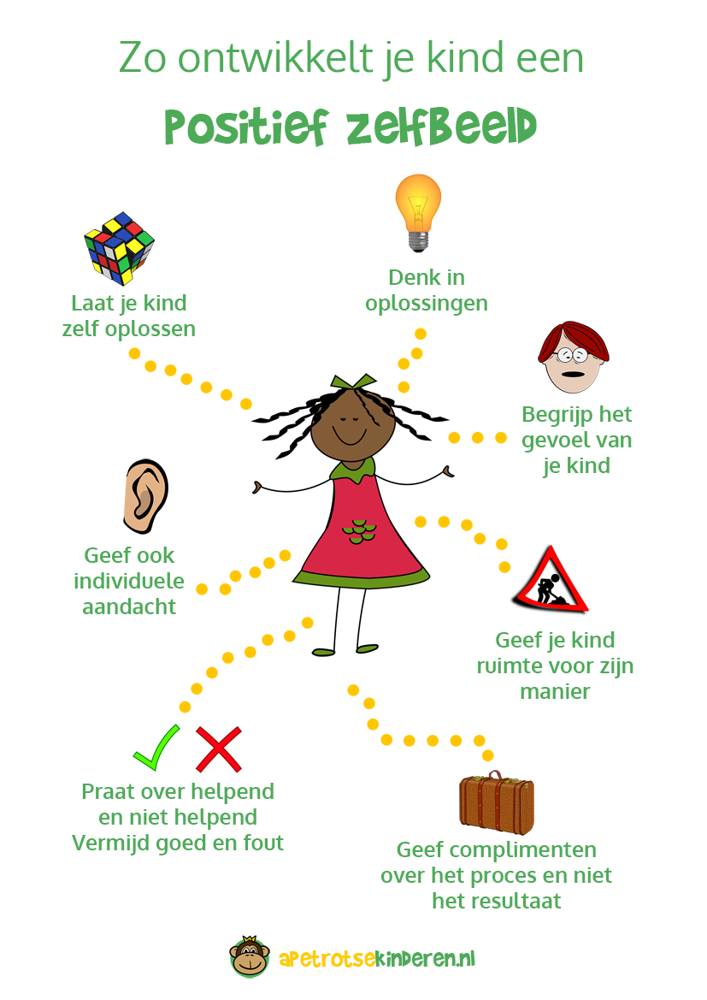 Zo ontwikkelt je kind een
Positief zelfbeeld
Denk in
oplossingen
Laat je kind
zelf oplossen
Begrijp het
gevoel van
je kind
Geef ook
individuele
aandacht
Geef je kind
ruimte voor zijn
manier
Praat over helpend
en niet helpend
Vermijd goed en fout
Geef complimenten
over het proces en niet
het resultaat
apetrotsekinderen.nl